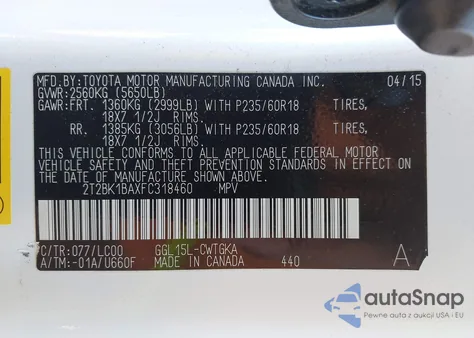 MFD.BY:TOYOTA MOTOR MANUFACTURING CANADA INC. 04/15
GVWR:2560KG (5650LB)
GAWR:FRT. 1360KG (2999LB) WITH P235/60R18 TIRES,
18X7 1/2J RIMS,
RR. 1385KG (3056LB) WITH P235/60R18 TIRES,
18X7 1/2J RIMS,
THIS VEHICLE CONFORMS TO ALL APPLICABLE FEDERAL MOTOR
VEHICLE SAFETY AND THEFT PREVENTION STANDARDS IN EFFECT
ON THE DATE OF MANUFACTURE SHOWN ABOVE.
2T2BK1BAXFC318460 MPV
C/TR:077/LC00 GGL15L-CWTGKA A
A/TM:-01A/U660F MADE IN CANADA 440
autoSnap
Pewne auta z aukcji USA i EU